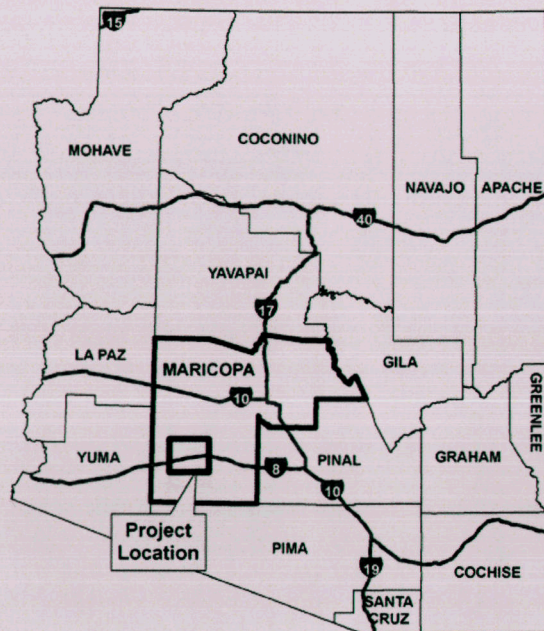 15
COCONINO
MOHAVE
NAVAJO
APACHE
40
YAVAPAI
17
LA PAZ
MARICOPA
GILA
10
GREENLEE
YUMA
8
PINAL
GRAHAM
10
Project
Location
PIMA
19
COCHISE
SANTA
CRUZ